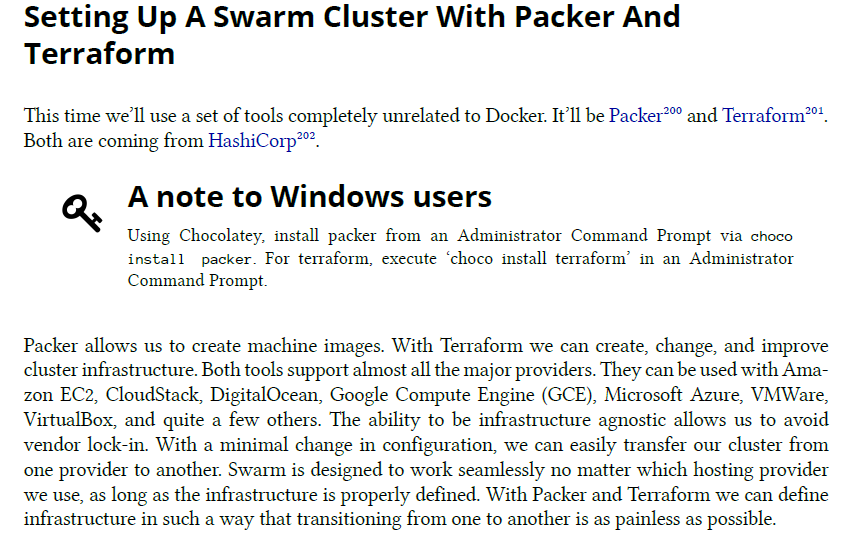 Setting Up A Swarm Cluster With Packer And
Terraform
This time we’ll use a set of tools completely unrelated to Docker. It’ll be Packer²⁰⁰ and Terraform²⁰¹.
Both are coming from HashiCorp²⁰².
A note to Windows users
Using Chocolatey, install packer from an Administrator Command Prompt via choco
install packer. For terraform, execute ‘choco install terraform’ in an Administrator
Command Prompt.
Packer allows us to create machine images. With Terraform we can create, change, and improve
cluster infrastructure. Both tools support almost all the major providers. They can be used with Ama-
zon EC2, CloudStack, DigitalOcean, Google Compute Engine (GCE), Microsoft Azure, VMWare,
VirtualBox, and quite a few others. The ability to be infrastructure agnostic allows us to avoid
vendor lock-in. With a minimal change in configuration, we can easily transfer our cluster from
one provider to another. Swarm is designed to work seamlessly no matter which hosting provider
we use, as long as the infrastructure is properly defined. With Packer and Terraform we can define
infrastructure in such a way that transitioning from one to another is as painless as possible.